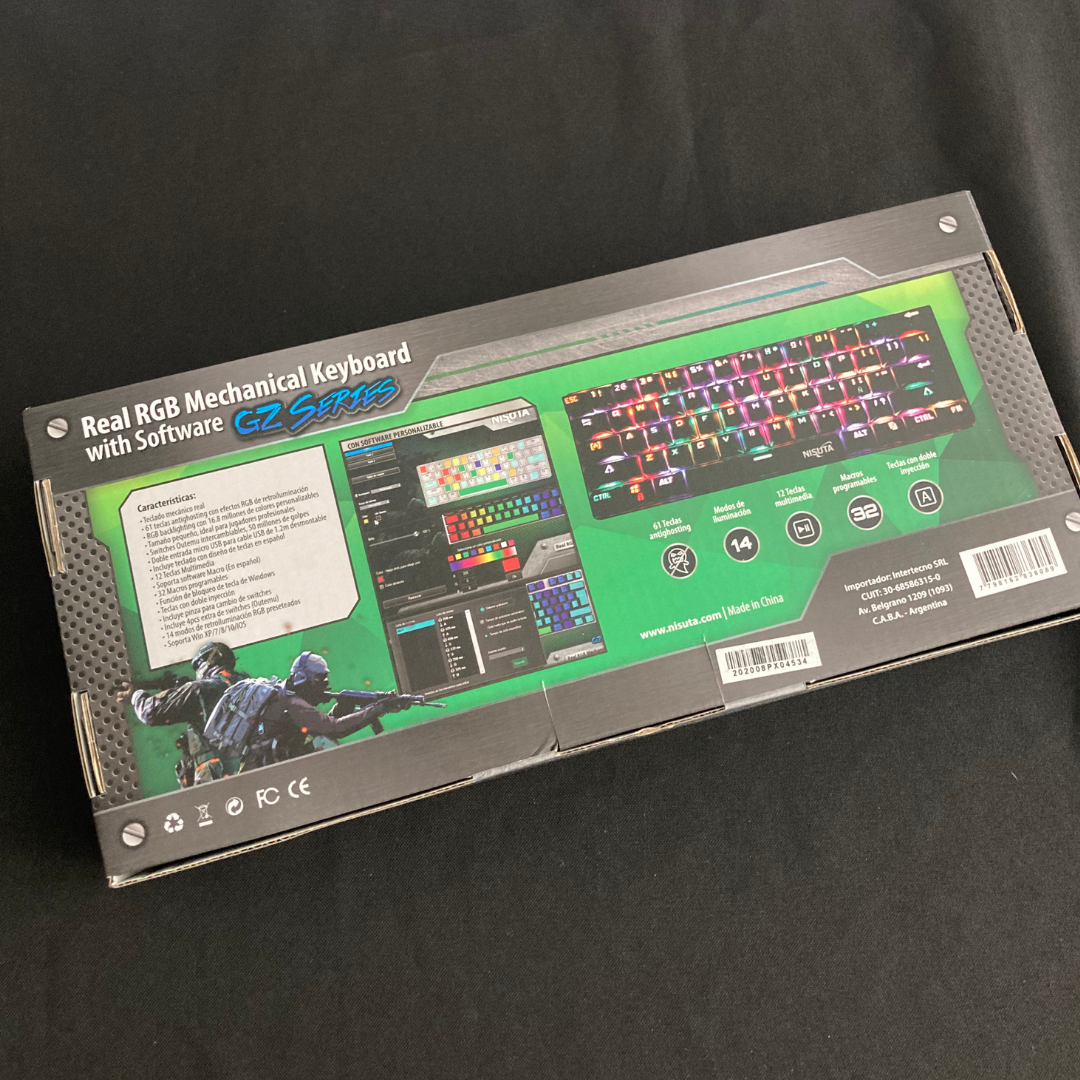 Real RGB Mechanical Keyboard
with Software GZ SERIES
Características:
• Teclado mecánico real
• 61 teclas antighosting con efectos RGB de retroiluminación
• RGB backlighting con 16.8 millones de colores personalizables
• Tamaño pequeño, ideal para jugadores profesionales
• Switches Outemu intercambiables, 50 millones de golpes
• Doble entrada micro USB para cable USB de 1.2m desmontable
• Incluye teclado con diseño de teclas en español
• 12 Teclas Multimedia
• Soporta software Macro (En español)
• 32 Macros programables
• Función de bloqueo de tecla de Windows
• Teclas con doble inyección
• Incluye pinza para cambio de switches
• Incluye 4pcs extra de switches (Outemu)
• 14 modos de retroiluminación RGB preseteados
• Soporta Win XP/7/8/10/IOS
CON SOFTWARE PERSONALIZABLE
NISUTA
NISUTA
61 Teclas
antighosting
Modos de
iluminación
14
12 Teclas
multimedia
Macros
programables
32
Teclas con doble
inyección
A
www.nisuta.com | Made in China
Importador: Intertecno SRL
CUIT: 30-68586315-0
Av. Belgrano 1209 (1093)
C.A.B.A. - Argentina
202008PX04534
FC CE